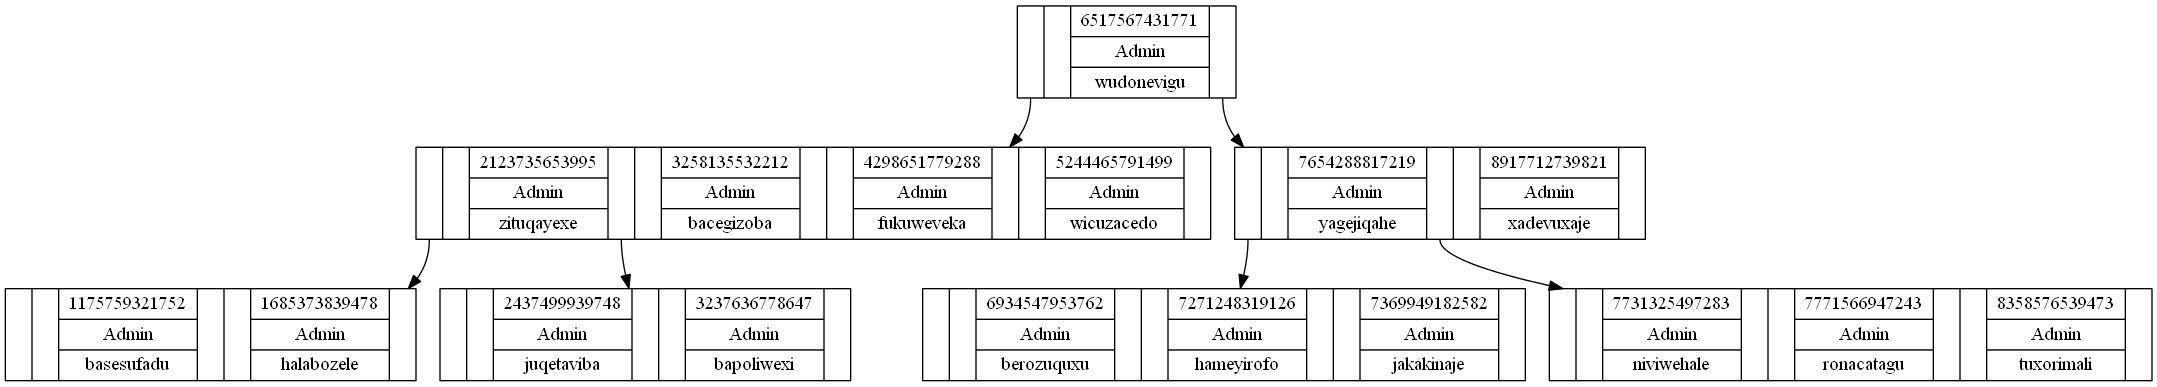 6517567431771
Admin
wudonevigu
2123735653995
Admin
zituqayexe
3258135532212
Admin
bacegizoba
4298651779288
Admin
fukuweveka
5244465791499
Admin
wicuzacedo
7654288817219
Admin
yagejiqahe
8917712739821
Admin
xadevuxaje
1175759321752
Admin
basesufadu
1685373839478
Admin
halabozele
2437499939748
Admin
juqetaviba
3237636778647
Admin
bapoliwexi
6934547953762
Admin
berozuquxu
7271248319126
Admin
hameyirofo
7369949182582
Admin
jakakinaje
7731325497283
Admin
niviwehale
7771566947243
Admin
ronacatagu
8358576539473
Admin
tuxorimali